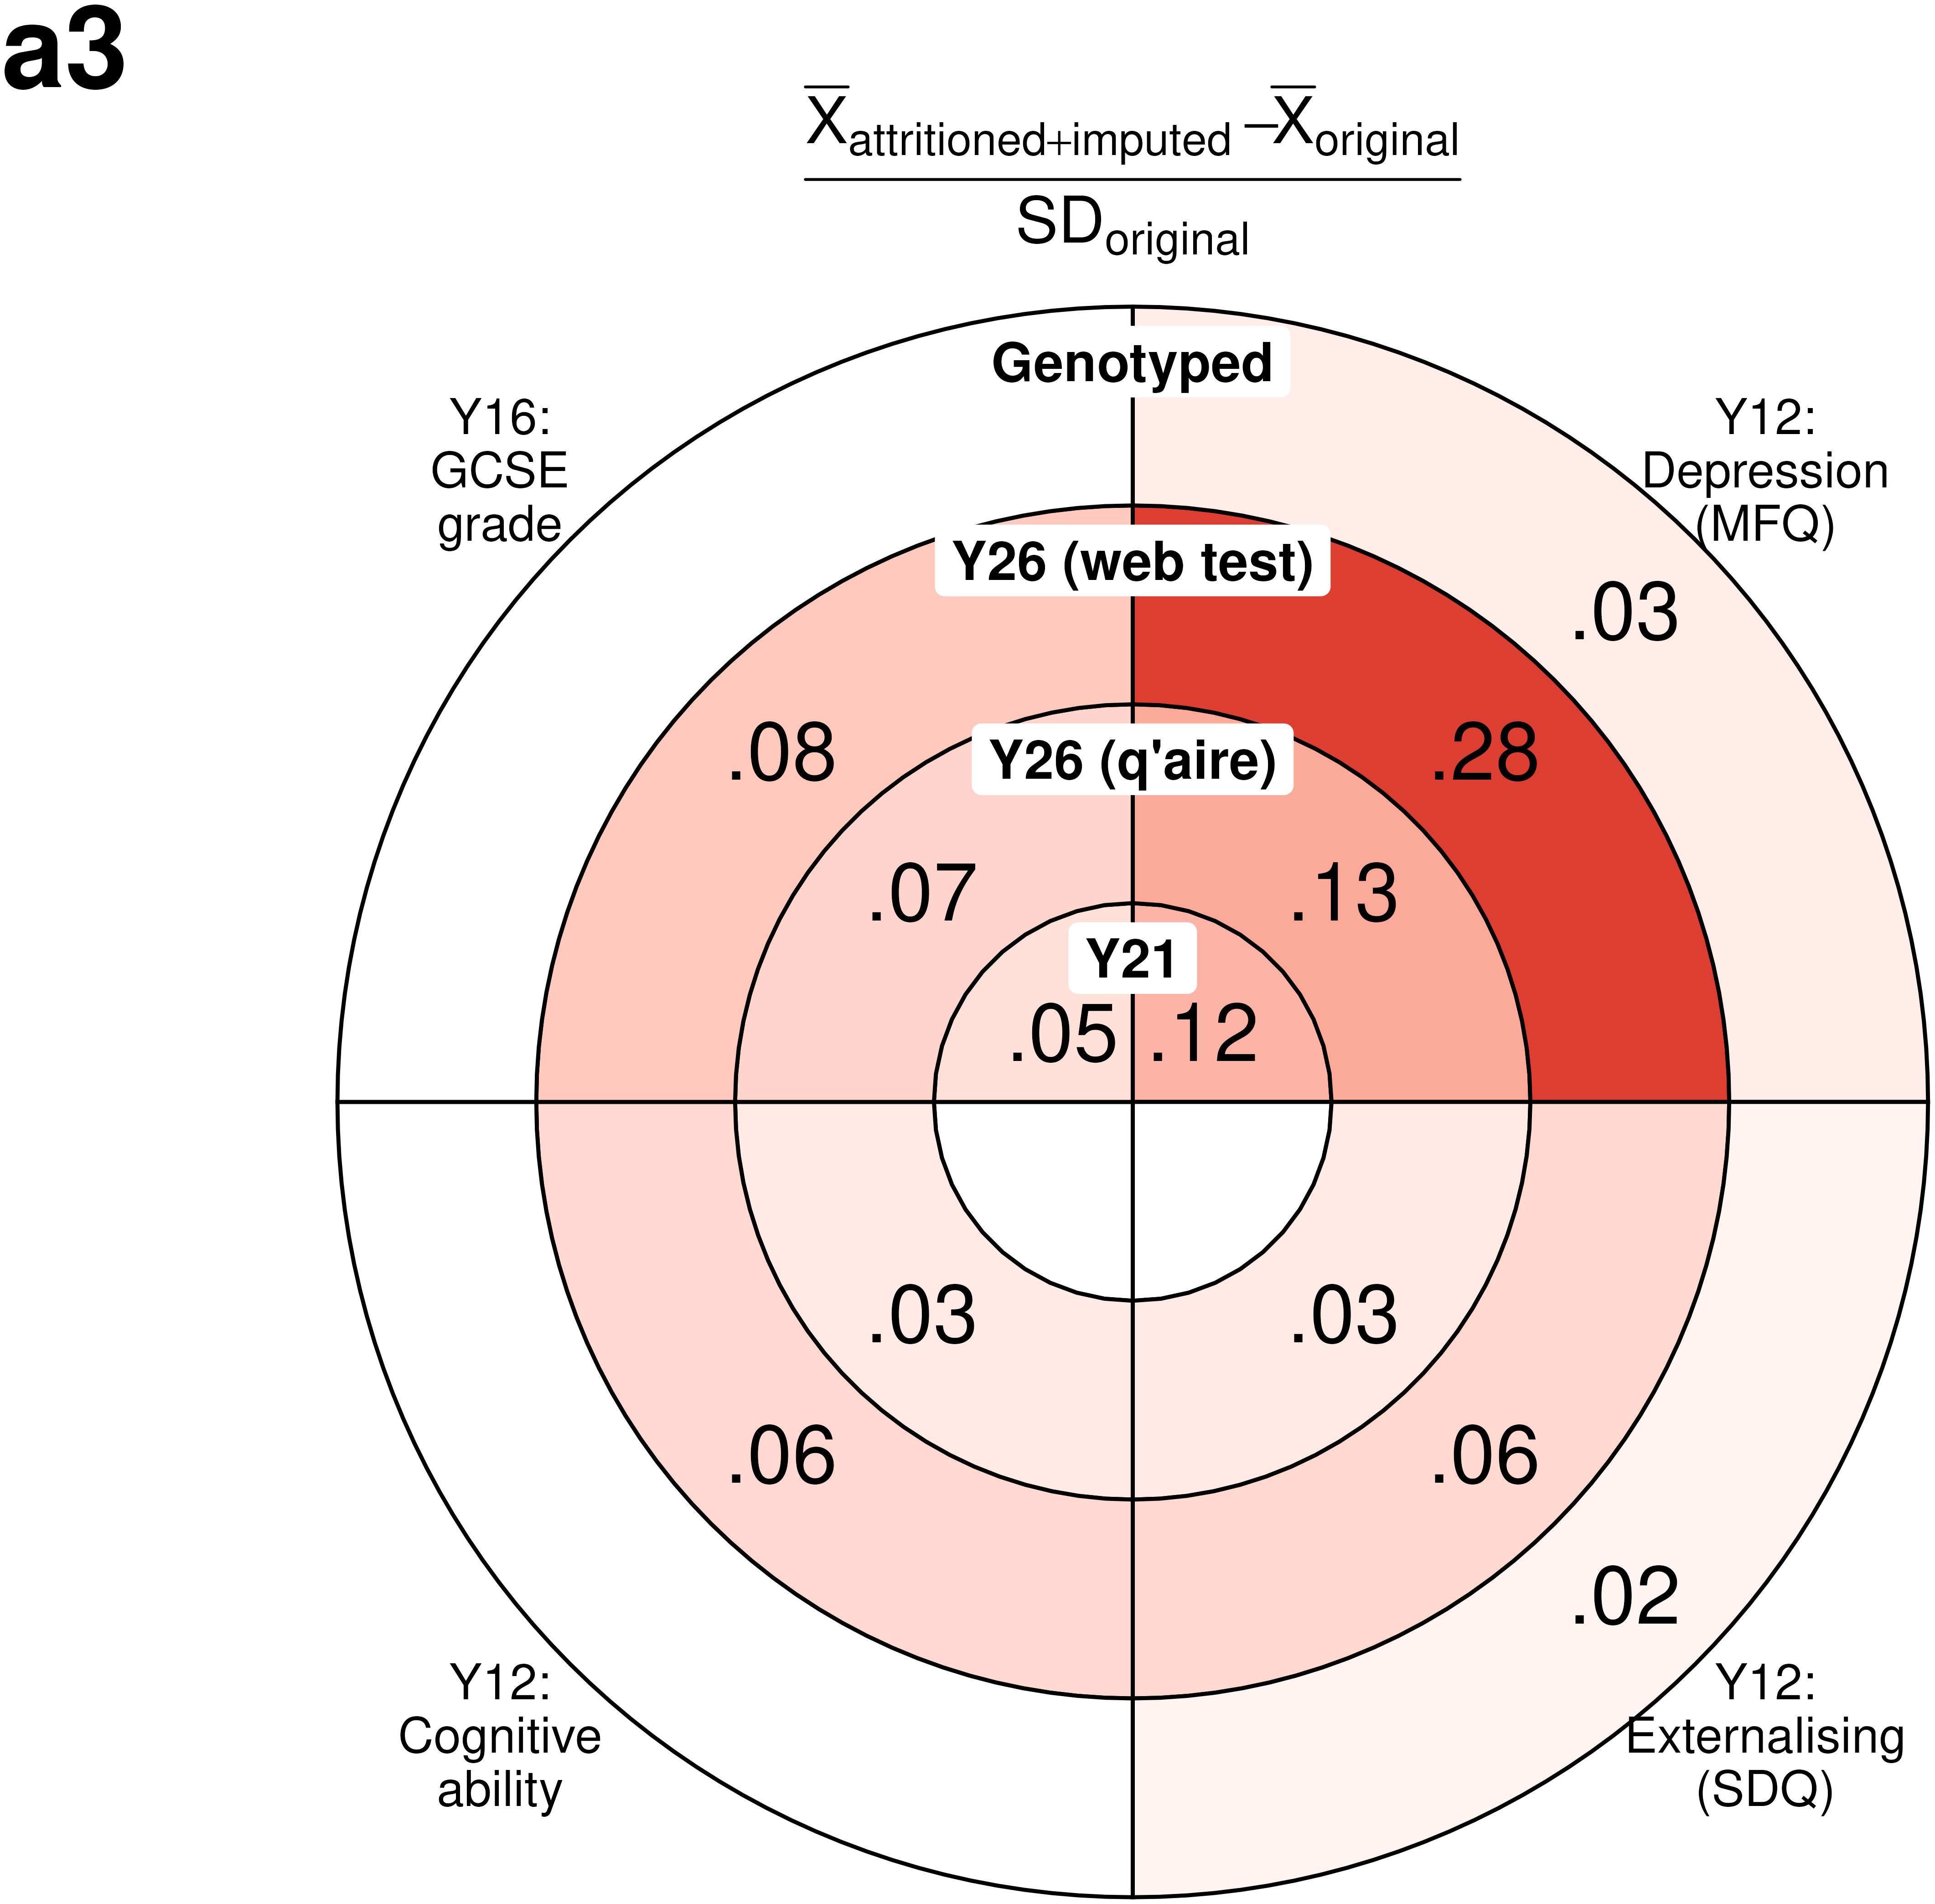 a3
X̅attritioned+imputed –X̅original
SDoriginal
Genotyped
Y16:
GCSE
grade
Y12:
Depression
(MFQ)
Y26 (web test)
.03
.08
.28
Y26 (q'aire)
.07
.13
Y21
.05
.12
.03
.03
.06
.06
.02
Y12:
Cognitive
ability
Y12:
Externalising
(SDQ)